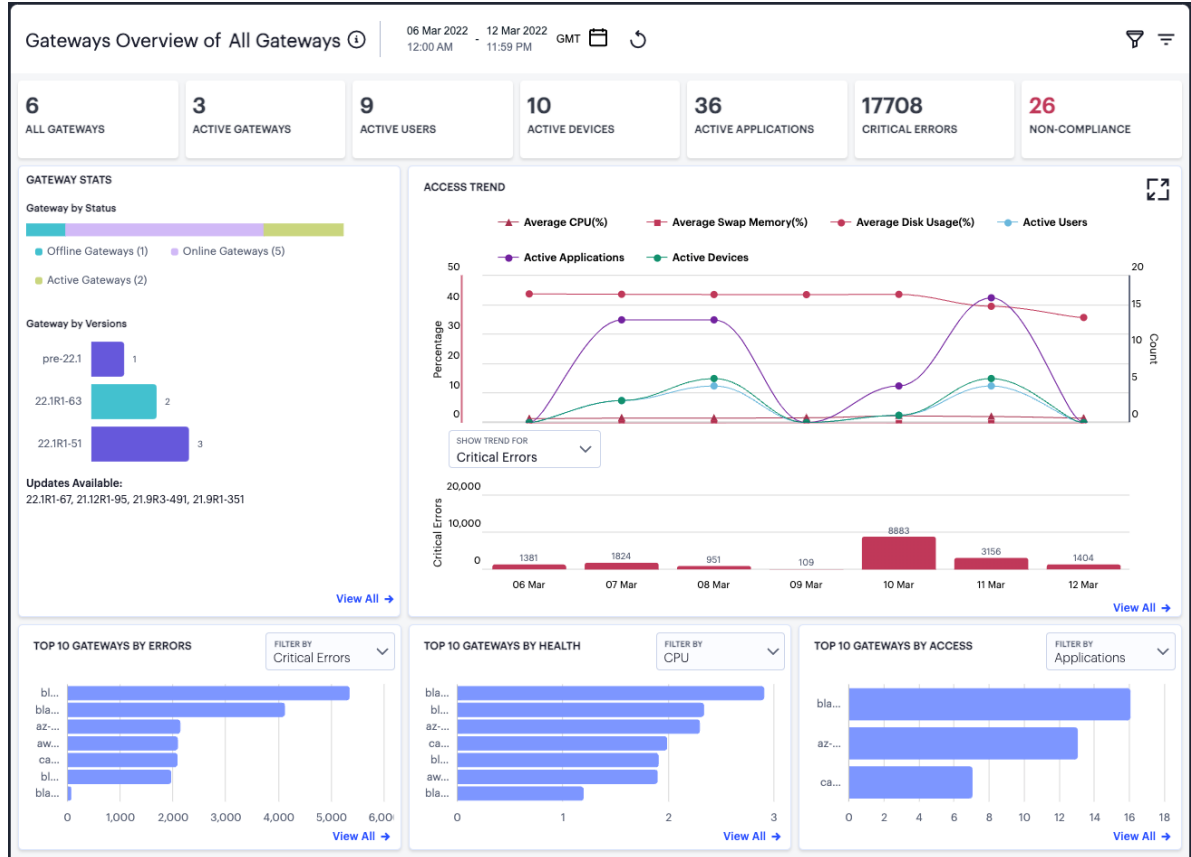 Gateways Overview of All Gateways
06 Mar 2022 - 12 Mar 2022 GMT
12:00 AM 11:59 PM
6
ALL GATEWAYS
3
ACTIVE GATEWAYS
9
ACTIVE USERS
10
ACTIVE DEVICES
36
ACTIVE APPLICATIONS
17708
CRITICAL ERRORS
26
NON-COMPLIANCE
GATEWAY STATS
Gateway by Status
Offline Gateways (1) Online Gateways (5)
Active Gateways (2)
Gateway by Versions
pre-22.1 1
22.1R1-63 2
22.1R1-51 3
Updates Available:
22.1R1-67, 21.12R1-95, 21.9R3-491, 21.9R1-351
View All
ACCESS TREND
Average CPU(%) Average Swap Memory(%) Average Disk Usage(%) Active Users
Active Applications Active Devices
50
40
30
20
10
0
Percentage
20
15
10
5
0
Count
SHOW TREND FOR
Critical Errors
20,000
10,000
0
Critical Errors
1381 1824 951 109 8883 3156 1404
06 Mar 07 Mar 08 Mar 09 Mar 10 Mar 11 Mar 12 Mar
View All
TOP 10 GATEWAYS BY ERRORS
FILTER BY
Critical Errors
bl...
bla...
az-...
aw...
ca...
bl...
bla...
0 1,000 2,000 3,000 4,000 5,000 6,00
View All
TOP 10 GATEWAYS BY HEALTH
FILTER BY
CPU
bla...
bl...
az-...
ca...
bl...
aw...
bla...
0 1 2 3
View All
TOP 10 GATEWAYS BY ACCESS
FILTER BY
Applications
bla...
az-...
ca...
0 2 4 6 8 10 12 14 16 18
View All